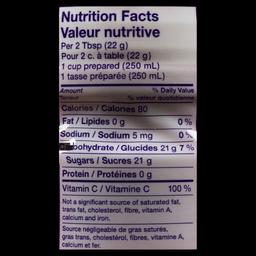 Nutrition Facts
Valeur nutritive
Per 2 Tbsp (22 g)
Pour 2 c. à table (22 g)
1 cup prepared (250 mL)
1 tasse préparée (250 mL)
Amount % Daily Value
Teneur % valeur quotidienne
Calories / Calories 80
Fat / Lipides 0 g 0 %
Sodium / Sodium 5 mg 0 %
Carbohydrate / Glucides 21 g 7 %
Sugars / Sucres 21 g
Protein / Protéines 0 g
Vitamin C / Vitamine C 100 %
Not a significant source of saturated fat,
trans fat, cholesterol, fibre, vitamin A,
calcium and iron.
Source négligeable de gras saturés,
gras trans, cholestérol, fibres, vitamine A,
calcium et fer.